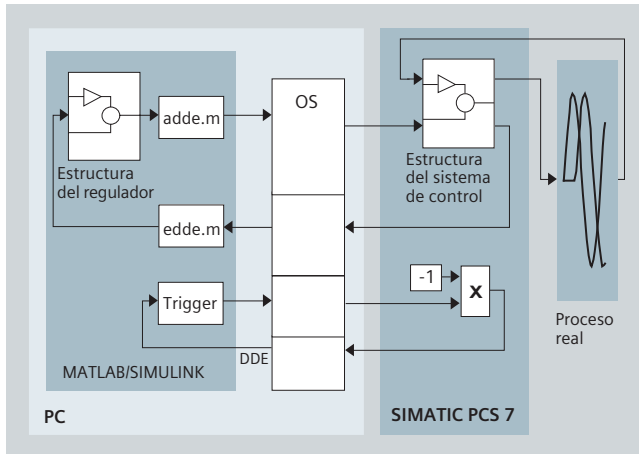 OS
adde.m
Estructura
del regulador
edde.m
Trigger
DDE
MATLAB/SIMULINK
PC
Estructura
del sistema
de control
-1
X
SIMATIC PCS 7
Proceso
real